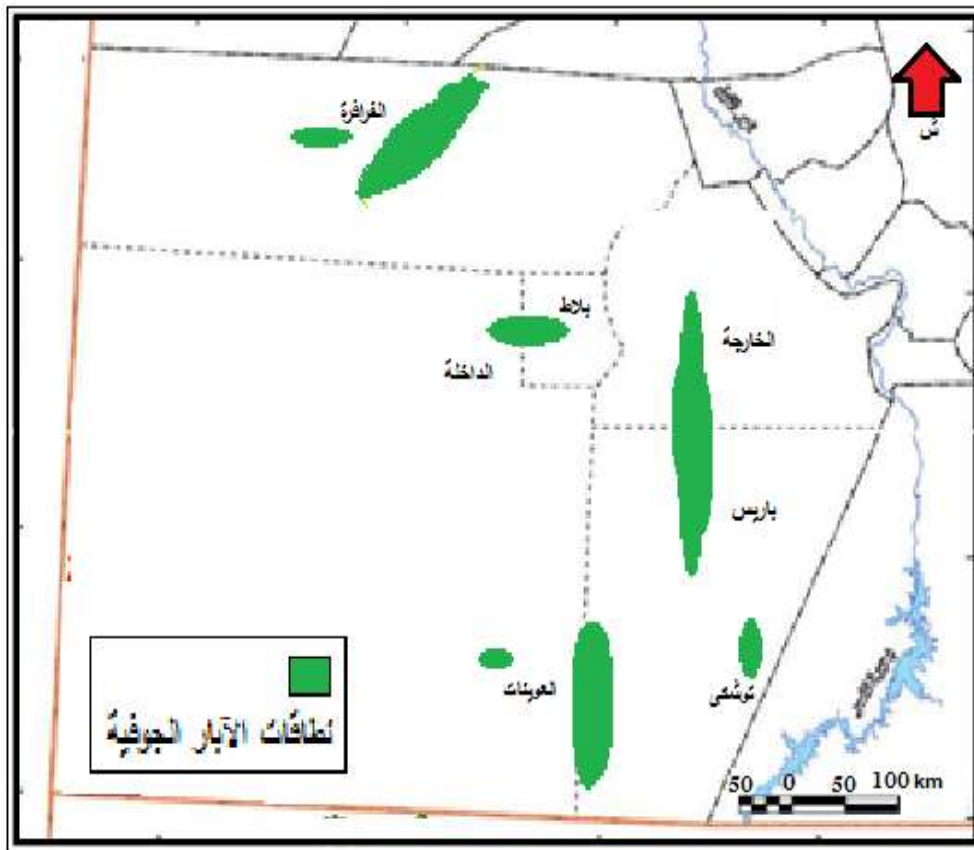 ش
الفرافرة
بلاط
الداخلة
الخارجة
باريس
العوينات
توشكى
نطاقات الآبار الجوفية
50 0 50 100 km